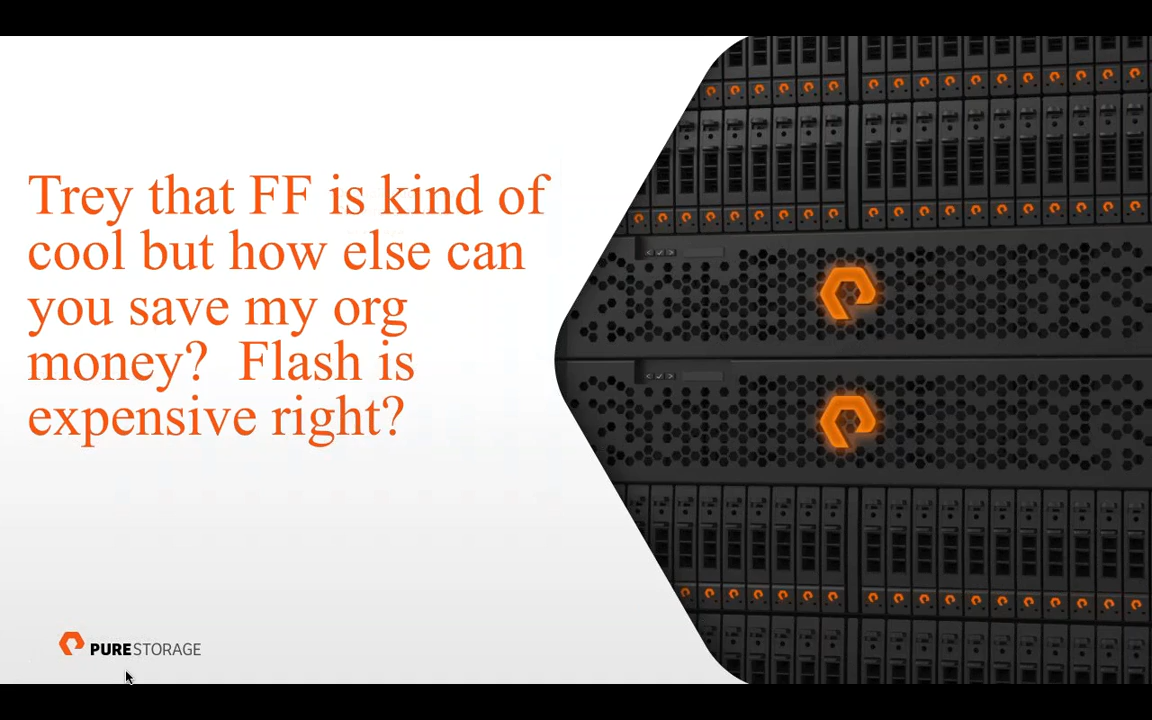 Trey that FF is kind of
cool but how else can
you save my org
money?  Flash is
expensive right?
PURESTORAGE